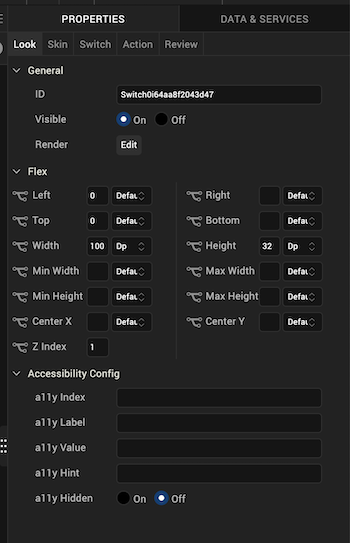 PROPERTIES DATA & SERVICES
Look Skin Switch Action Review
General
ID Switch0i64aa8f2043d47
Visible On Off
Render Edit
Flex
Left 0 Defau Right Defau
Top 0 Defau Bottom Defau
Width 100 Dp Height 32 Dp
Min Width Defau Max Width Defau
Min Height Defau Max Height Defau
Center X Defau Center Y Defau
Z Index 1
Accessibility Config
a11y Index
a11y Label
a11y Value
a11y Hint
a11y Hidden On Off